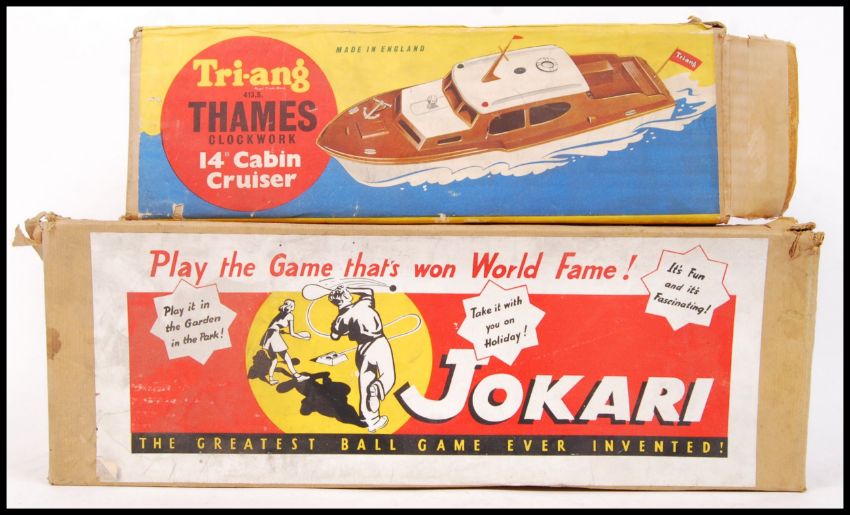 MADE IN ENGLAND
Tri-ang
413.S.
THAMES
CLOCKWORK
14" Cabin
Cruiser
Tri-ang
Play the Game that's won World Fame!
Play it in
the Garden
in the Park!
Take it with
you on
Holiday!
It's Fun
and it's
Fascinating!
JOKARI
THE GREATEST BALL GAME EVER INVENTED!